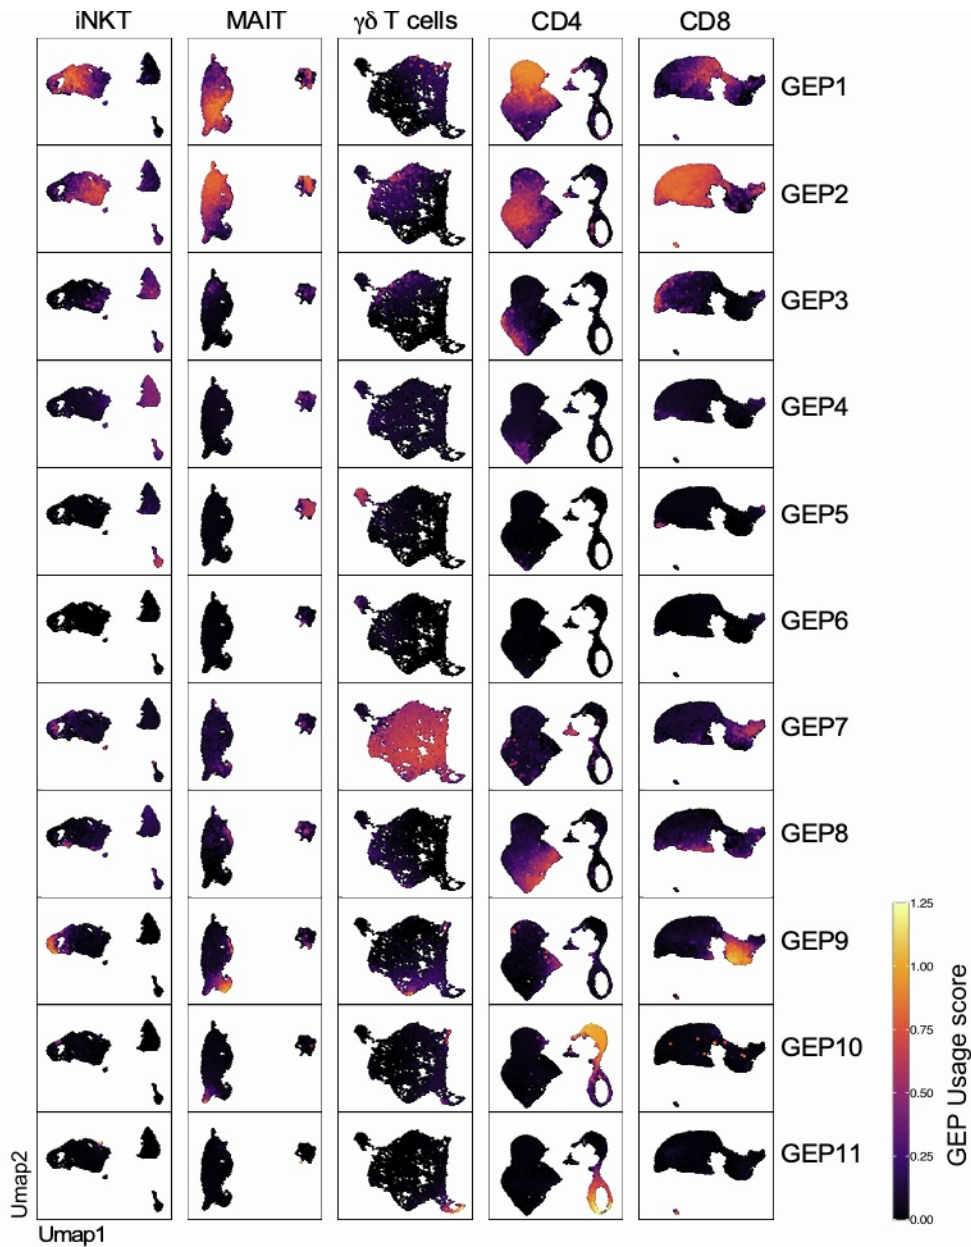 iNKT MAIT γδ T cells CD4 CD8
GEP1
GEP2
GEP3
GEP4
GEP5
GEP6
GEP7
GEP8
GEP9
GEP10
GEP11
1.25
1.00
0.75
0.50
0.25
0.00
GEP Usage score
Umap2
Umap1